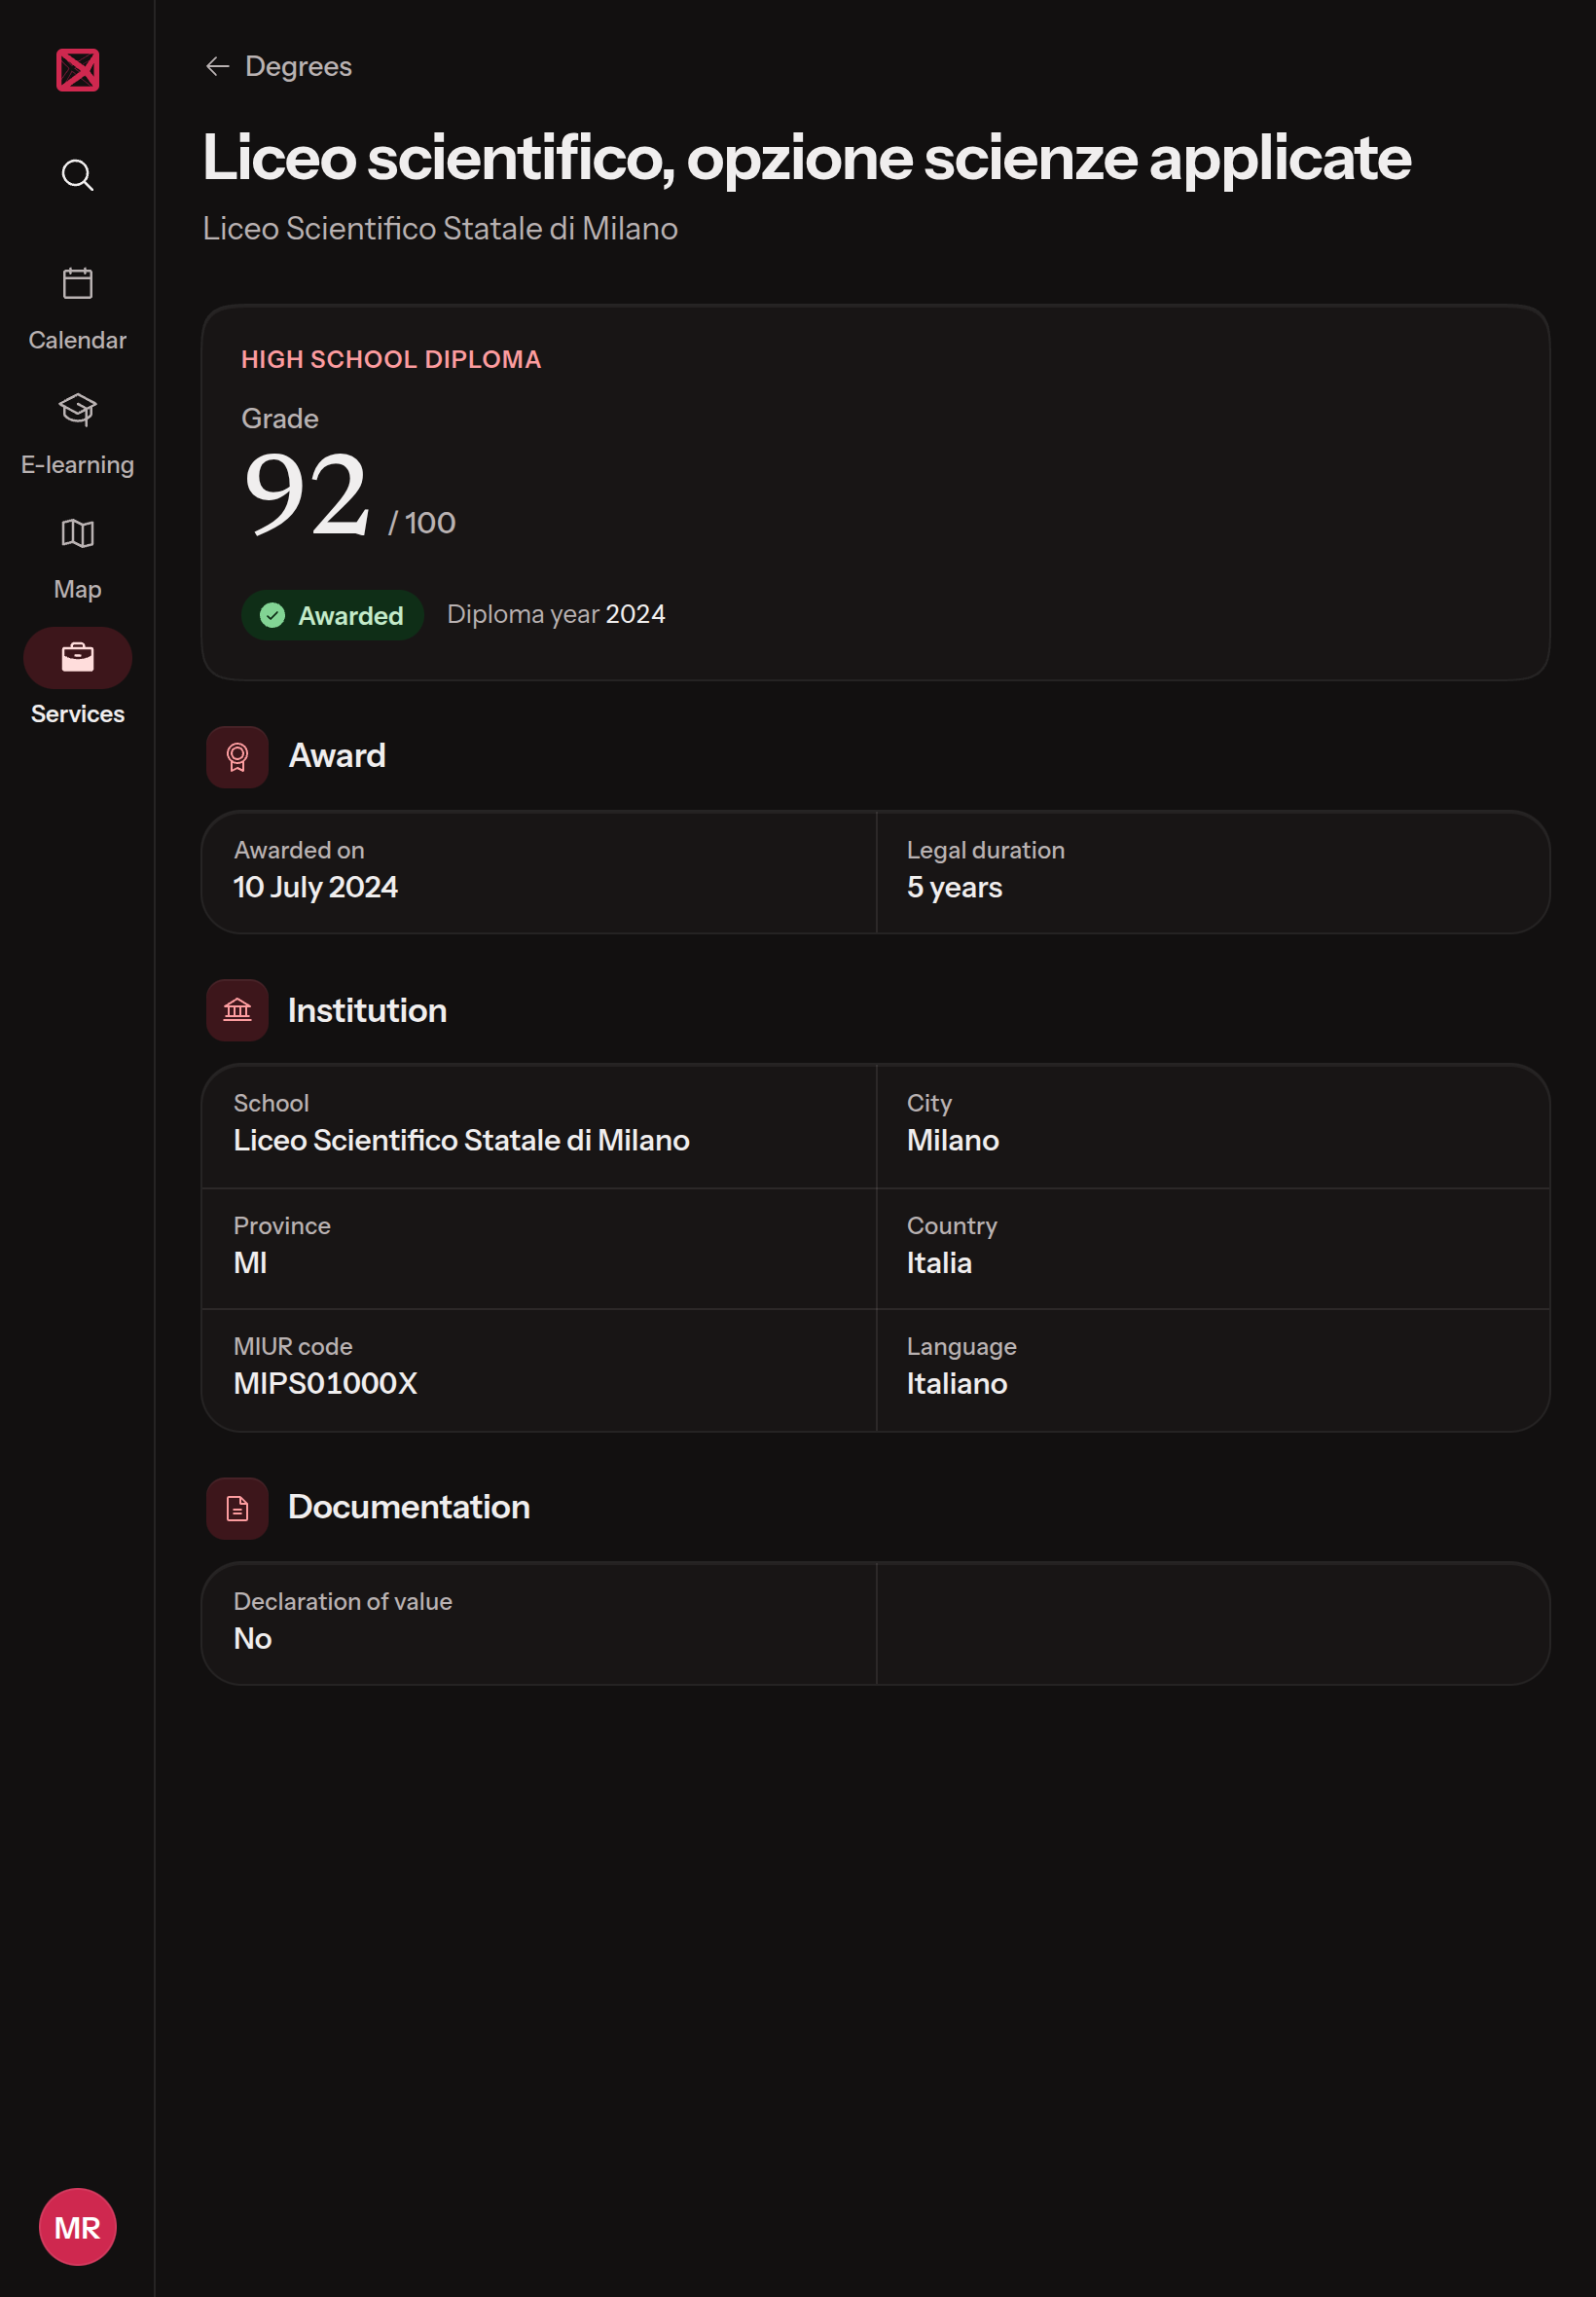 Degrees
Liceo scientifico, opzione scienze applicate
Liceo Scientifico Statale di Milano
Calendar
E-learning
Map
Services
HIGH SCHOOL DIPLOMA
Grade
92 / 100
Awarded Diploma year 2024
Award
Awarded on
10 July 2024
Legal duration
5 years
Institution
School
Liceo Scientifico Statale di Milano
City
Milano
Province
MI
Country
Italia
MIUR code
MIPS01000X
Language
Italiano
Documentation
Declaration of value
No
MR